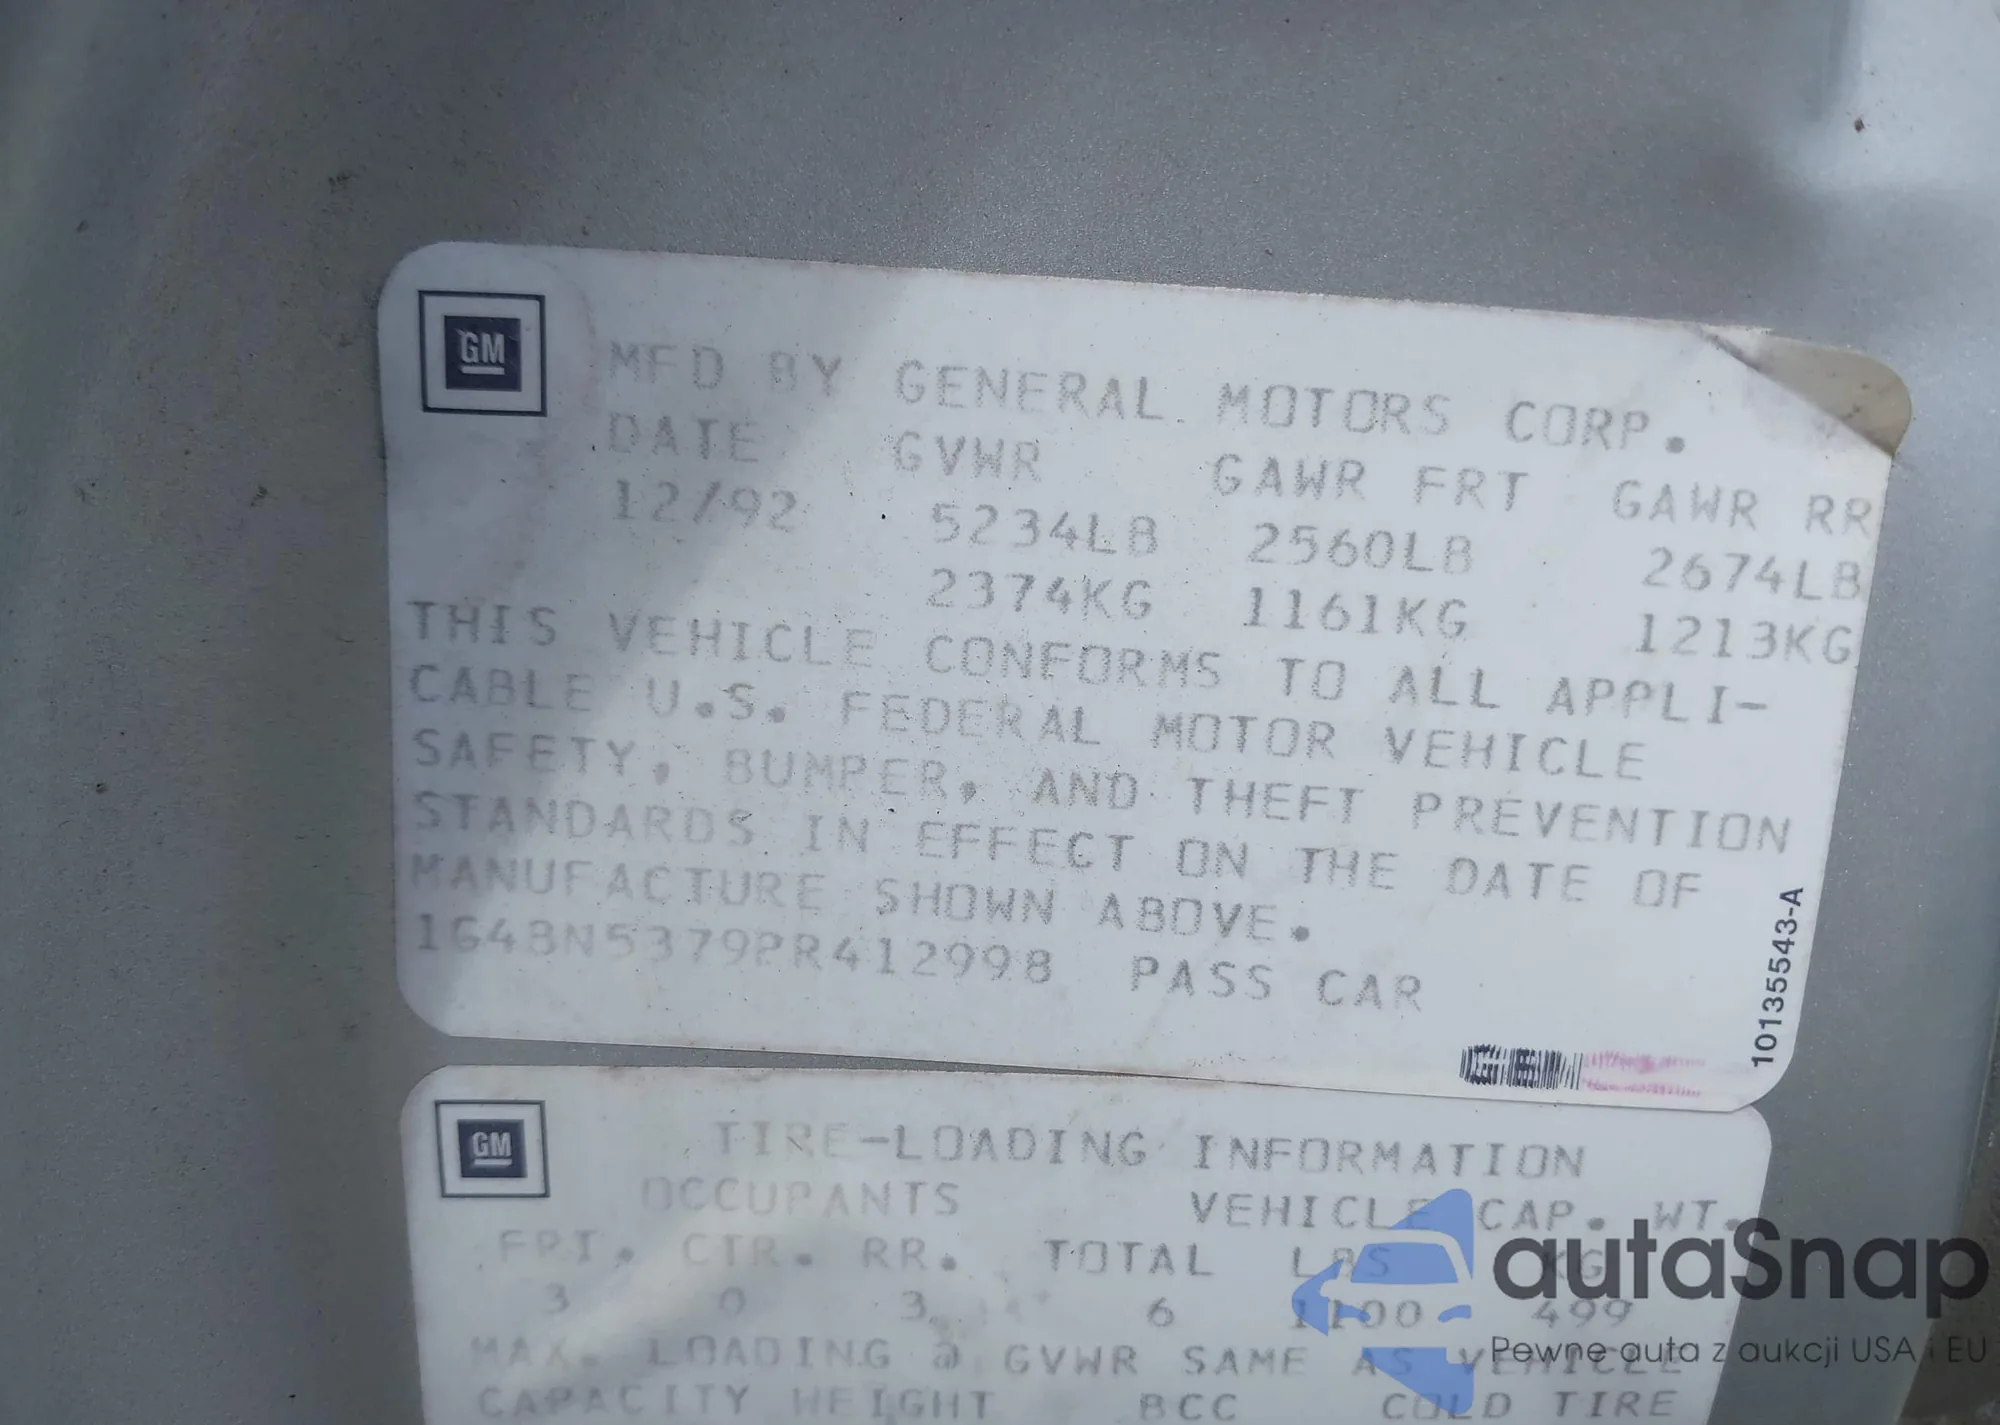 GM
MFD BY GENERAL MOTORS CORP.
DATE GVWR GAWR FRT GAWR RR
12/92 5234LB 2560LB 2674LB
2374KG 1161KG 1213KG
THIS VEHICLE CONFORMS TO ALL APPLI-
CABLE U.S. FEDERAL MOTOR VEHICLE
SAFETY, BUMPER, AND THEFT PREVENTION
STANDARDS IN EFFECT ON THE DATE OF
MANUFACTURE SHOWN ABOVE.
1G4BN5379PR412998 PASS CAR
10135543-A
GM
TIRE-LOADING INFORMATION
OCCUPANTS VEHICLE CAP. WT.
FRT. CTR. RR. TOTAL LBS KG
3 0 3 6 1100 499
MAX. LOADING @ GVWR SAME AS VEHICLE
CAPACITY HEIGHT BCC COLD TIRE
autaSnap
Pewne auta z aukcji USA i EU